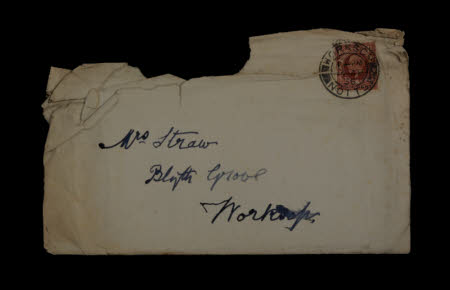 Mrs Straw
Blyth Grove
Worksop